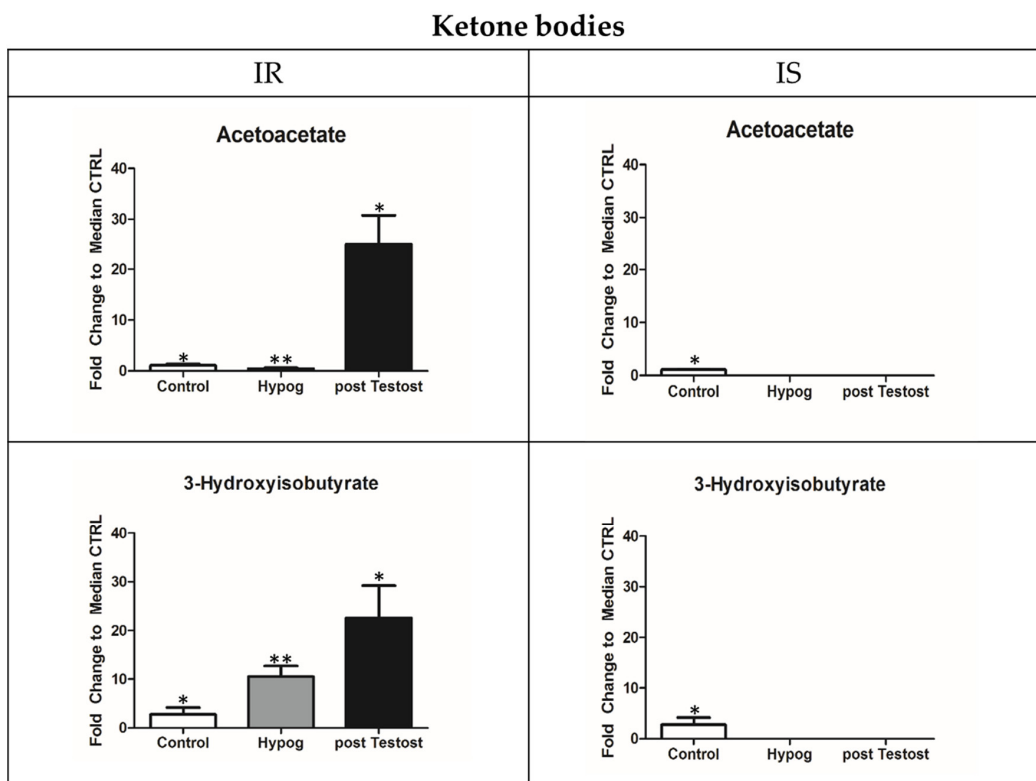 Ketone bodies
IR
IS
Acetoacetate
Fold Change to Median CTRL
40
30
20
10
0
*
**
*
Control Hypog post Testost
Acetoacetate
Fold Change to Median CTRL
40
30
20
10
0
*
Control Hypog post Testost
3-Hydroxyisobutyrate
Fold Change to Median CTRL
40
30
20
10
0
*
**
*
Control Hypog post Testost
3-Hydroxyisobutyrate
Fold Change to Median CTRL
40
30
20
10
0
*
Control Hypog post Testost